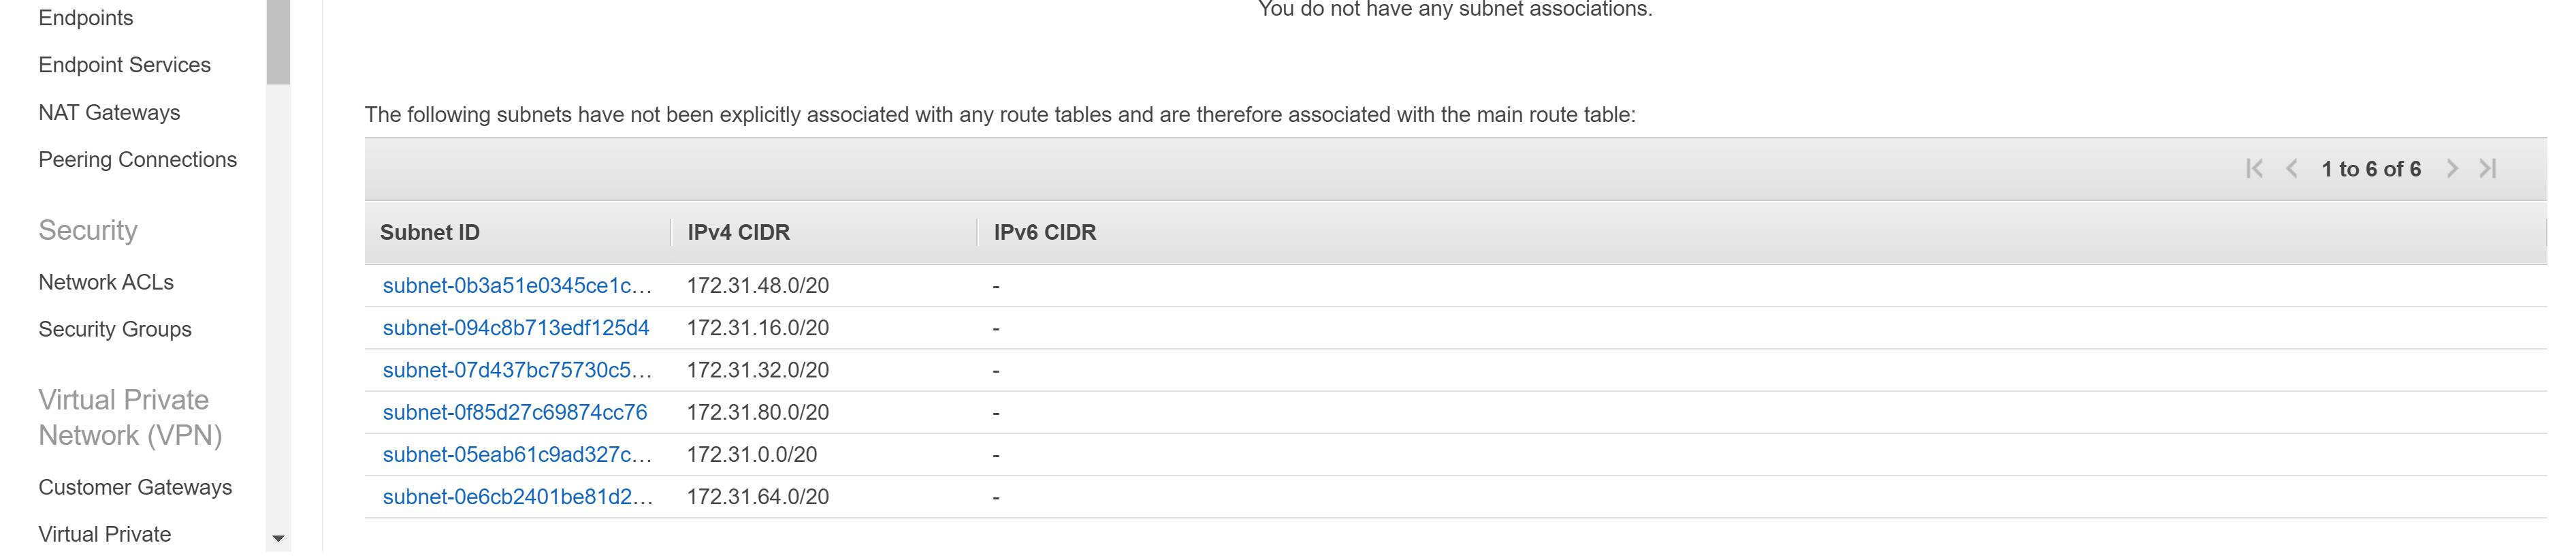 Endpoints
Endpoint Services
NAT Gateways
Peering Connections
Security
Network ACLs
Security Groups
Virtual Private
Network (VPN)
Customer Gateways
Virtual Private
You do not have any subnet associations.
The following subnets have not been explicitly associated with any route tables and are therefore associated with the main route table:
1 to 6 of 6
Subnet ID IPv4 CIDR IPv6 CIDR
subnet-0b3a51e0345ce1c... 172.31.48.0/20 -
subnet-094c8b713edf125d4 172.31.16.0/20 -
subnet-07d437bc75730c5... 172.31.32.0/20 -
subnet-0f85d27c69874cc76 172.31.80.0/20 -
subnet-05eab61c9ad327c... 172.31.0.0/20 -
subnet-0e6cb2401be81d2... 172.31.64.0/20 -